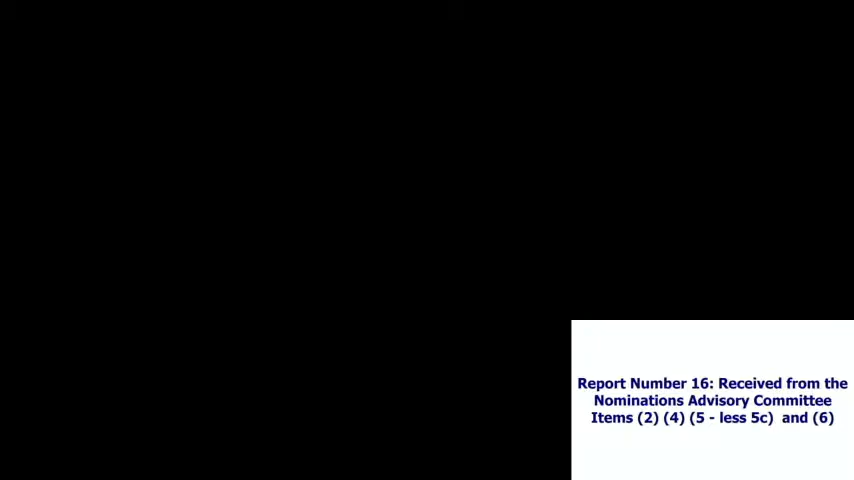 Report Number 16: Received from the
Nominations Advisory Committee
Items (2) (4) (5 - less 5c)  and (6)